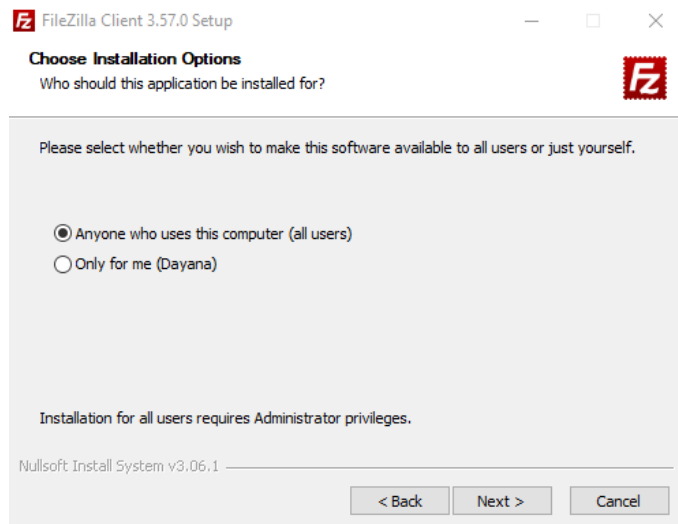 FileZilla Client 3.57.0 Setup
Choose Installation Options
Who should this application be installed for?
Fz
Please select whether you wish to make this software available to all users or just yourself.
Anyone who uses this computer (all users)
Only for me (Dayana)
Installation for all users requires Administrator privileges.
Nullsoft Install System v3.06.1
< Back Next > Cancel